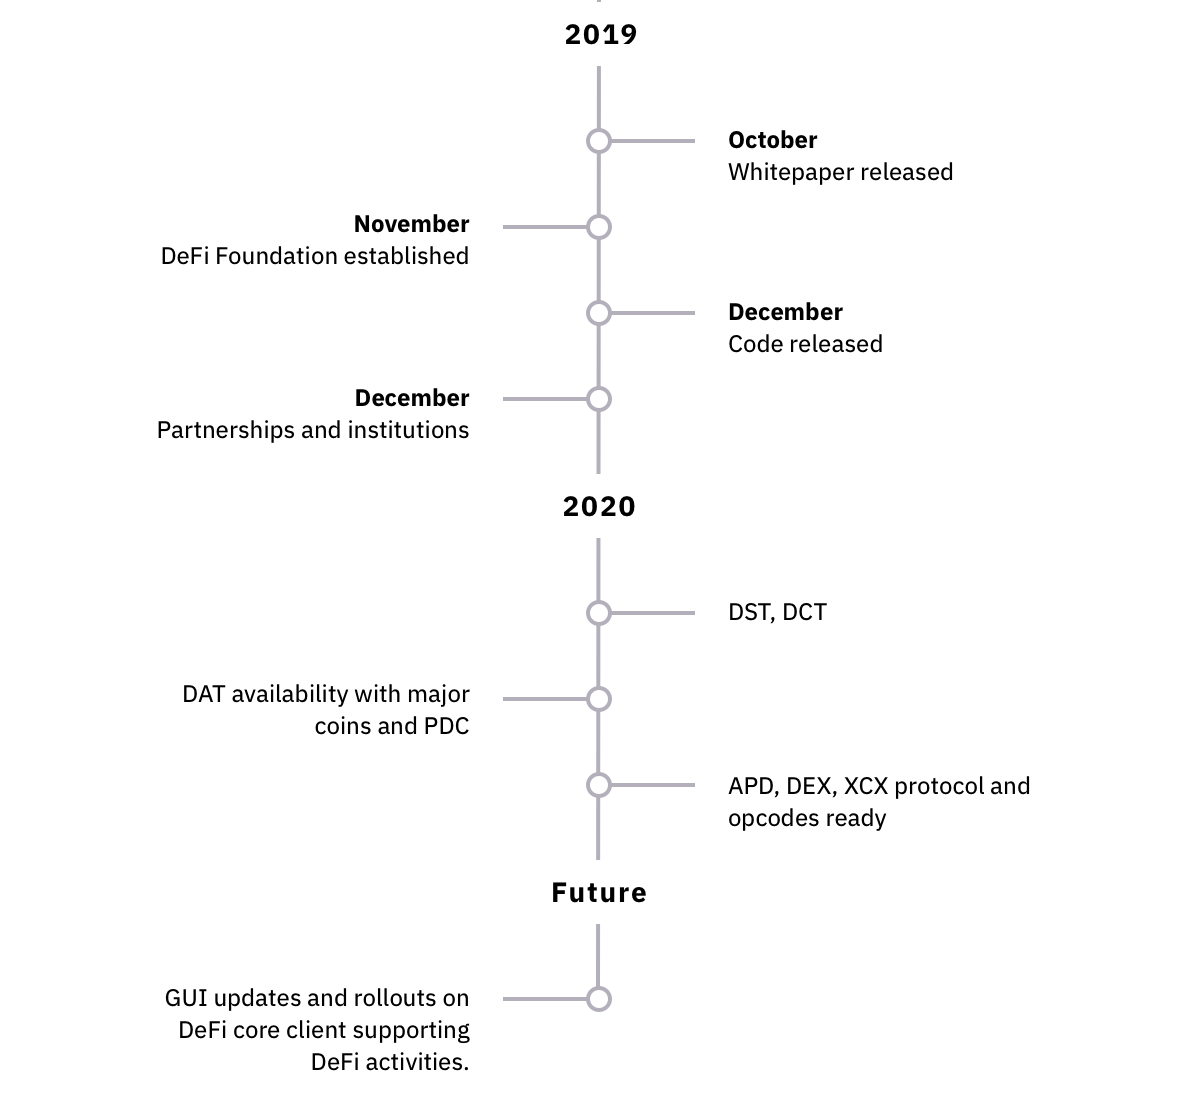 2019
October
Whitepaper released
November
DeFi Foundation established
December
Code released
December
Partnerships and institutions
2020
DST, DCT
DAT availability with major
coins and PDC
APD, DEX, XCX protocol and
opcodes ready
Future
GUI updates and rollouts on
DeFi core client supporting
DeFi activities.